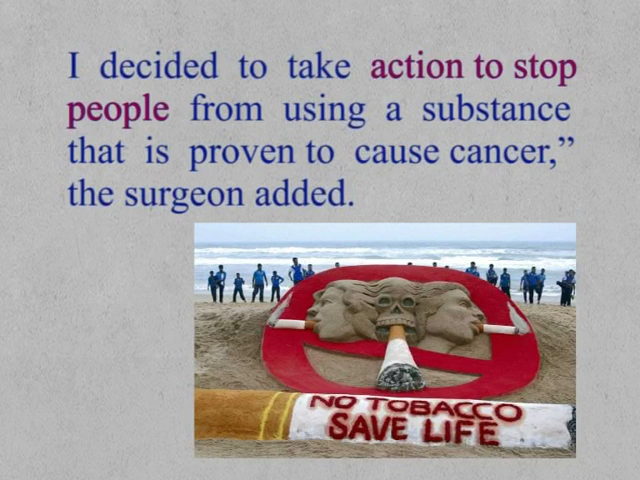 I decided to take action to stop
people from using a substance
that is proven to cause cancer,”
the surgeon added.
NO TOBACCO
SAVE LIFE